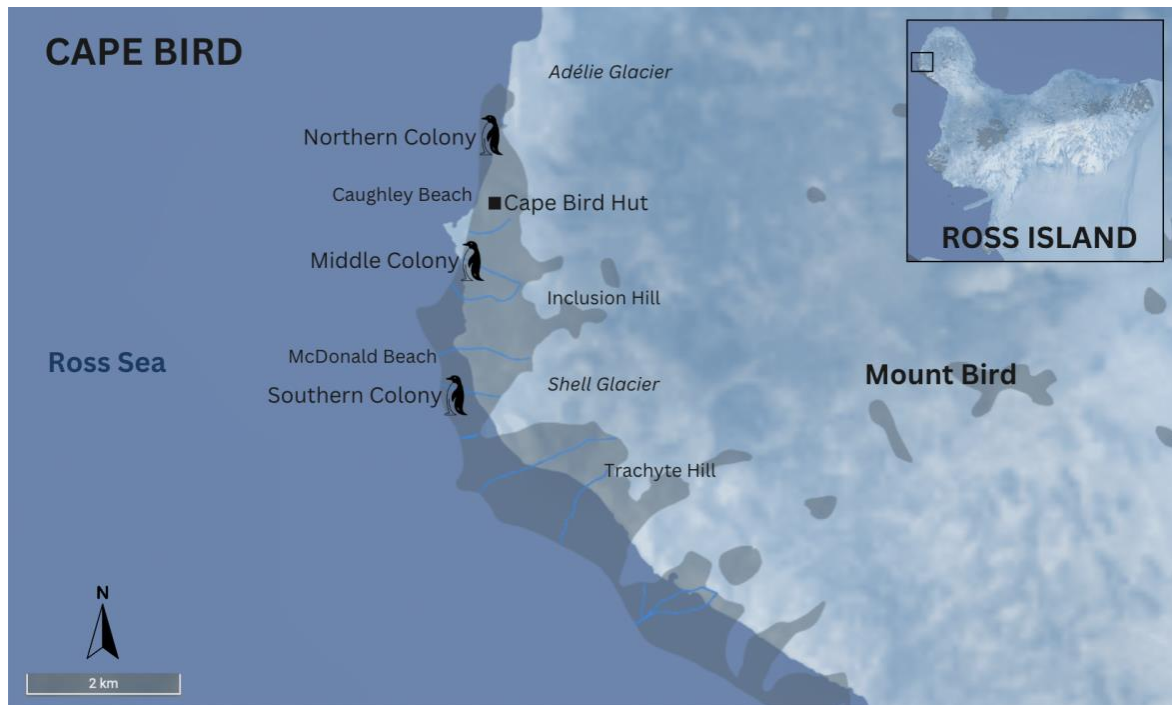 CAPE BIRD
Adélie Glacier
Northern Colony
Caughley Beach
Cape Bird Hut
ROSS ISLAND
Middle Colony
Inclusion Hill
McDonald Beach
Ross Sea
Mount Bird
Shell Glacier
Southern Colony
Trachyte Hill
N
2 km